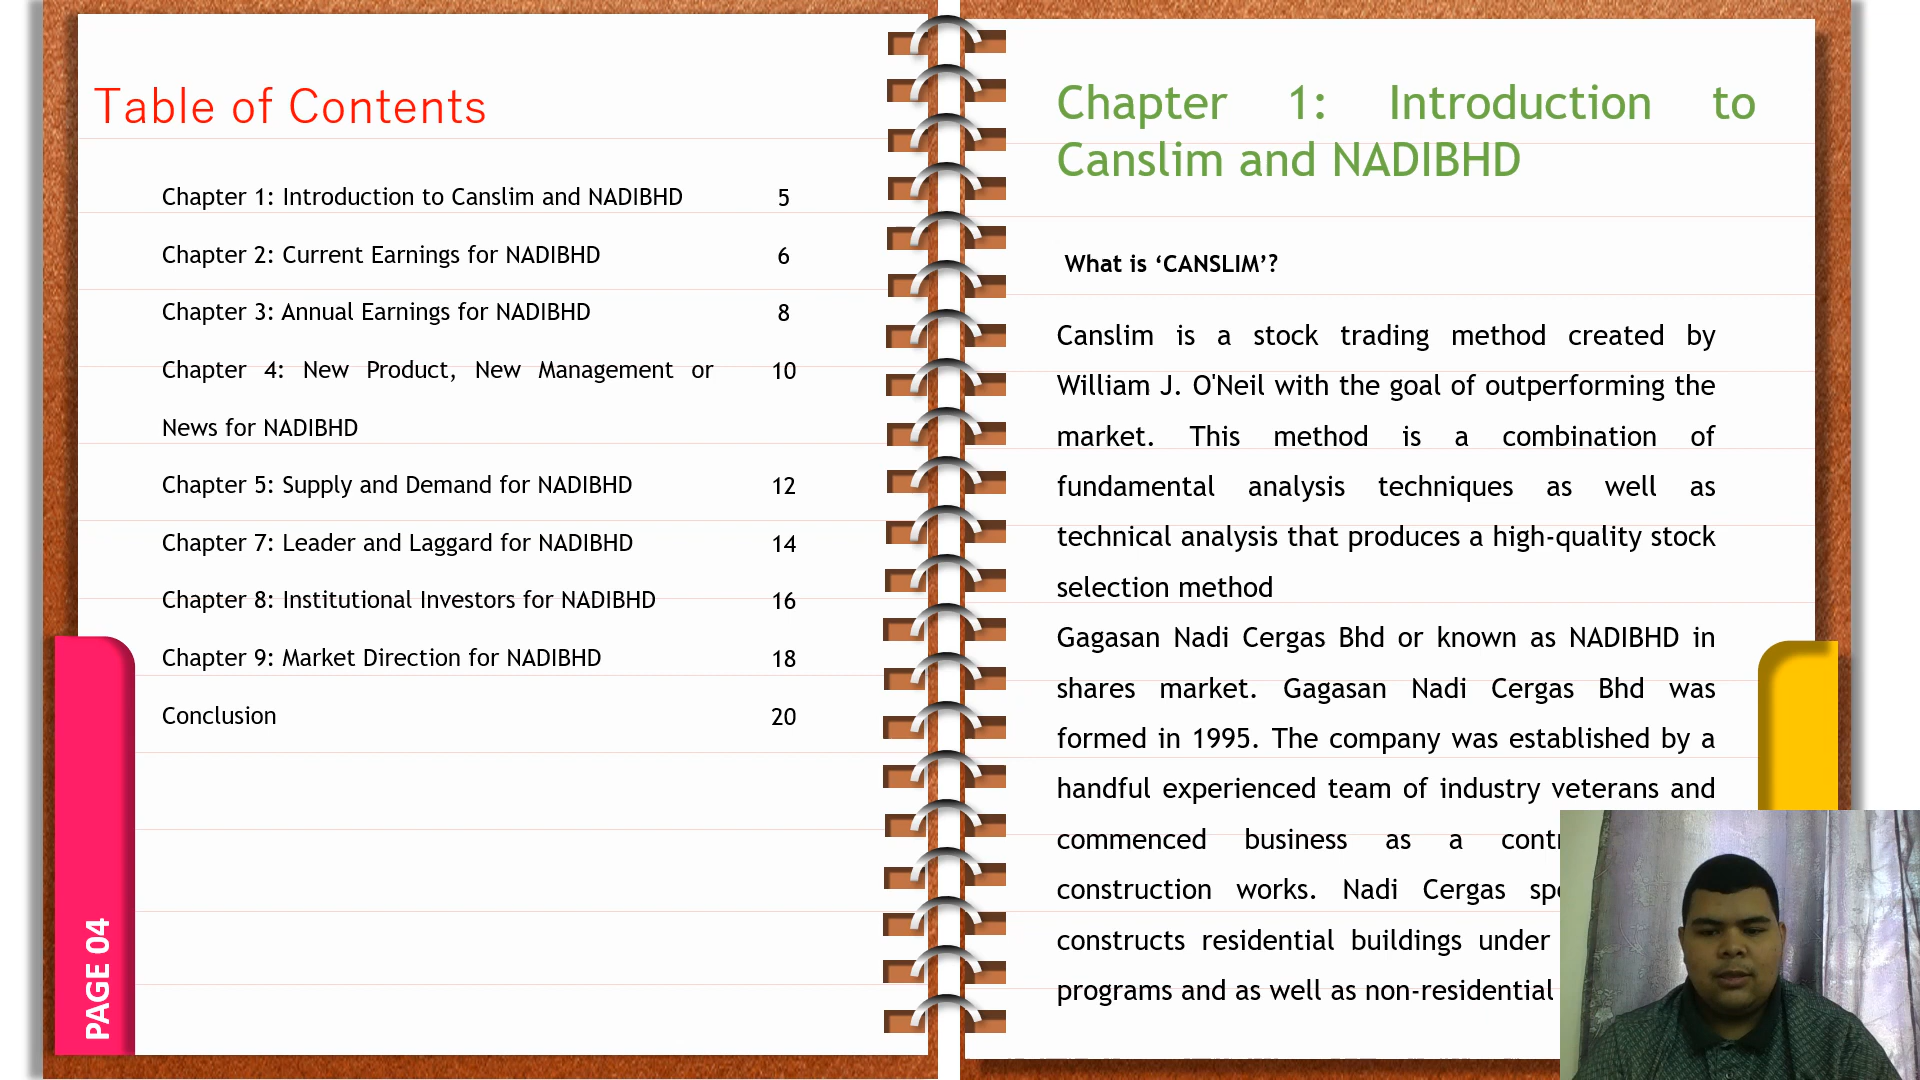 Table of Contents
Chapter 1: Introduction to Canslim and NADIBHD 5
Chapter 2: Current Earnings for NADIBHD 6
Chapter 3: Annual Earnings for NADIBHD 8
Chapter 4: New Product, New Management or 10
News for NADIBHD
Chapter 5: Supply and Demand for NADIBHD 12
Chapter 7: Leader and Laggard for NADIBHD 14
Chapter 8: Institutional Investors for NADIBHD 16
Chapter 9: Market Direction for NADIBHD 18
Conclusion 20
PAGE 04
Chapter 1: Introduction to
Canslim and NADIBHD
What is ‘CANSLIM’?
Canslim is a stock trading method created by
William J. O'Neil with the goal of outperforming the
market. This method is a combination of
fundamental analysis techniques as well as
technical analysis that produces a high-quality stock
selection method
Gagasan Nadi Cergas Bhd or known as NADIBHD in
shares market. Gagasan Nadi Cergas Bhd was
formed in 1995. The company was established by a
handful experienced team of industry veterans and
commenced business as a
construction works. Nadi Cergas
constructs residential buildings under
programs and as well as non-residential